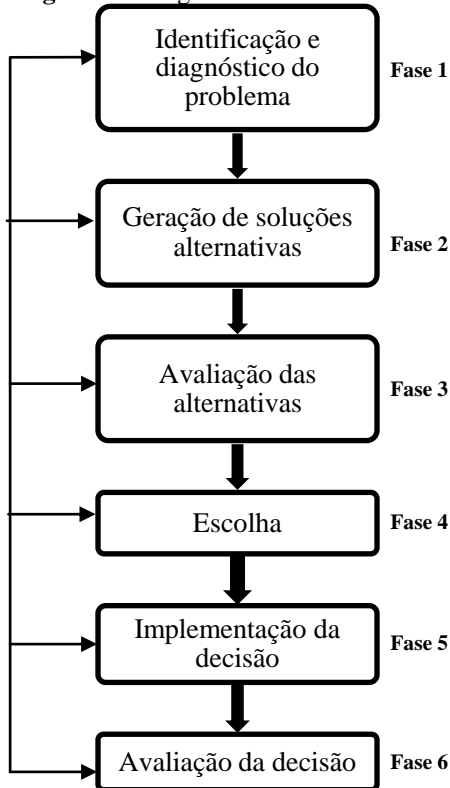 Identificação e
diagnóstico do
problema
Fase 1
Geração de soluções
alternativas
Fase 2
Avaliação das
alternativas
Fase 3
Escolha
Fase 4
Implementação da
decisão
Fase 5
Avaliação da decisão
Fase 6